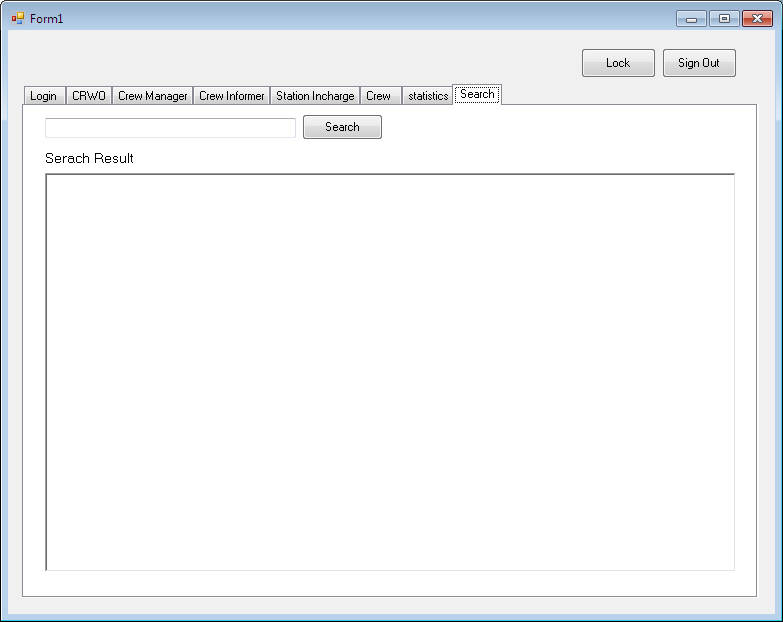 Form1
Lock Sign Out
Login CRWO Crew Manager Crew Informer Station Incharge Crew statistics Search
Search
Serach Result